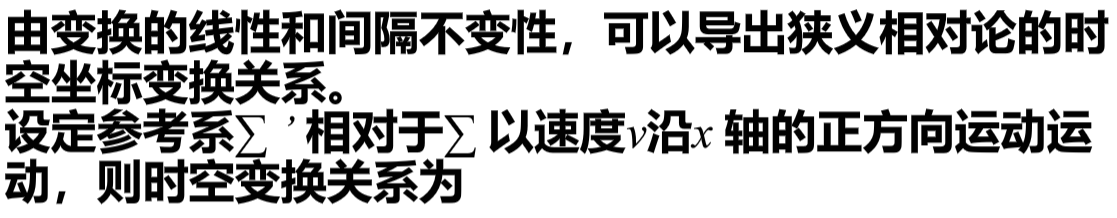 由变换的线性和间隔不变性，可以导出狭义相对论的时
空坐标变换关系。
设定参考系∑ ’相对于∑ 以速度v沿x 轴的正方向运动运
动，则时空变换关系为